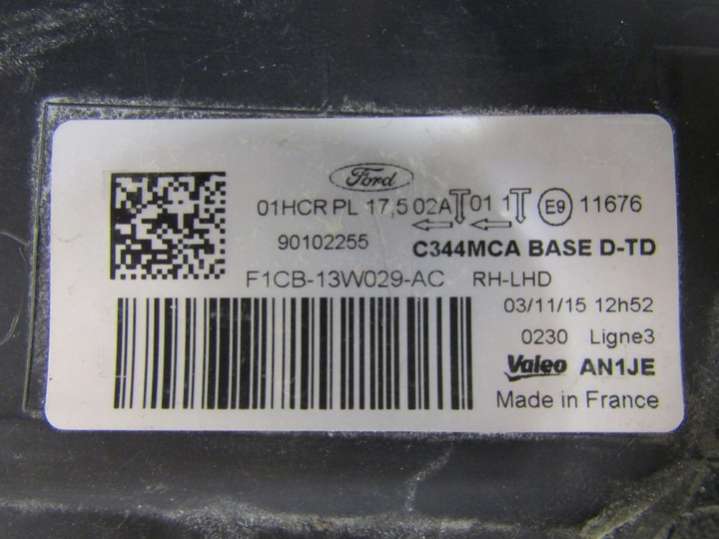 Ford
01HCR PL 17,5 02A 01 1 E9 11676
90102255 C344MCA BASE D-TD
F1CB-13W029-AC RH-LHD
03/11/15 12h52
0230 Ligne3
Valeo AN1JE
Made in France